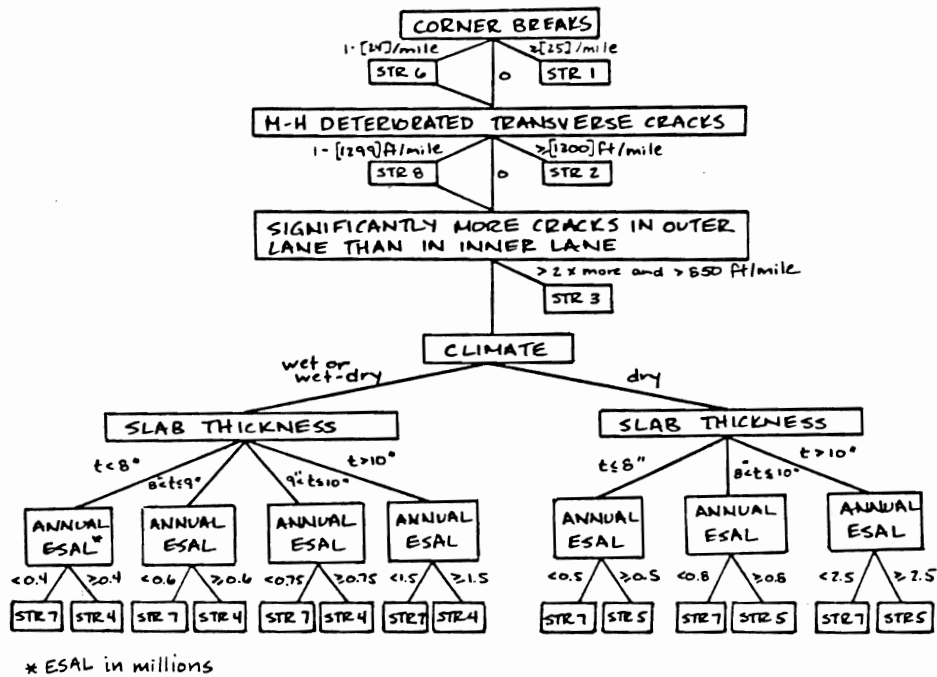 CORNER BREAKS
1-[24]/mile
≥[25]/mile
STR 6
0
STR 1
M-H DETERIORATED TRANSVERSE CRACKS
1-[1299]ft/mile
≥[1300]ft/mile
STR 8
0
STR 2
SIGNIFICANTLY MORE CRACKS IN OUTER
LANE THAN IN INNER LANE
>2x more and >650 ft/mile
STR 3
CLIMATE
wet or
wet-dry
dry
SLAB THICKNESS
SLAB THICKNESS
t<8"
8"<t≤9"
9"<t≤10"
t>10"
t≤8"
8"<t≤10"
t>10"
ANNUAL
ESAL*
ANNUAL
ESAL
ANNUAL
ESAL
ANNUAL
ESAL
ANNUAL
ESAL
ANNUAL
ESAL
ANNUAL
ESAL
<0.4 ≥0.4 <0.6 ≥0.6 <0.75 ≥0.75 <1.5 ≥1.5 <0.5 ≥0.5 <0.8 ≥0.8 <2.5 ≥2.5
STR 7 STR 4 STR 7 STR 4 STR 7 STR 4 STR 7 STR 4 STR 7 STR 5 STR 7 STR 5 STR 7 STR 5
* ESAL in millions